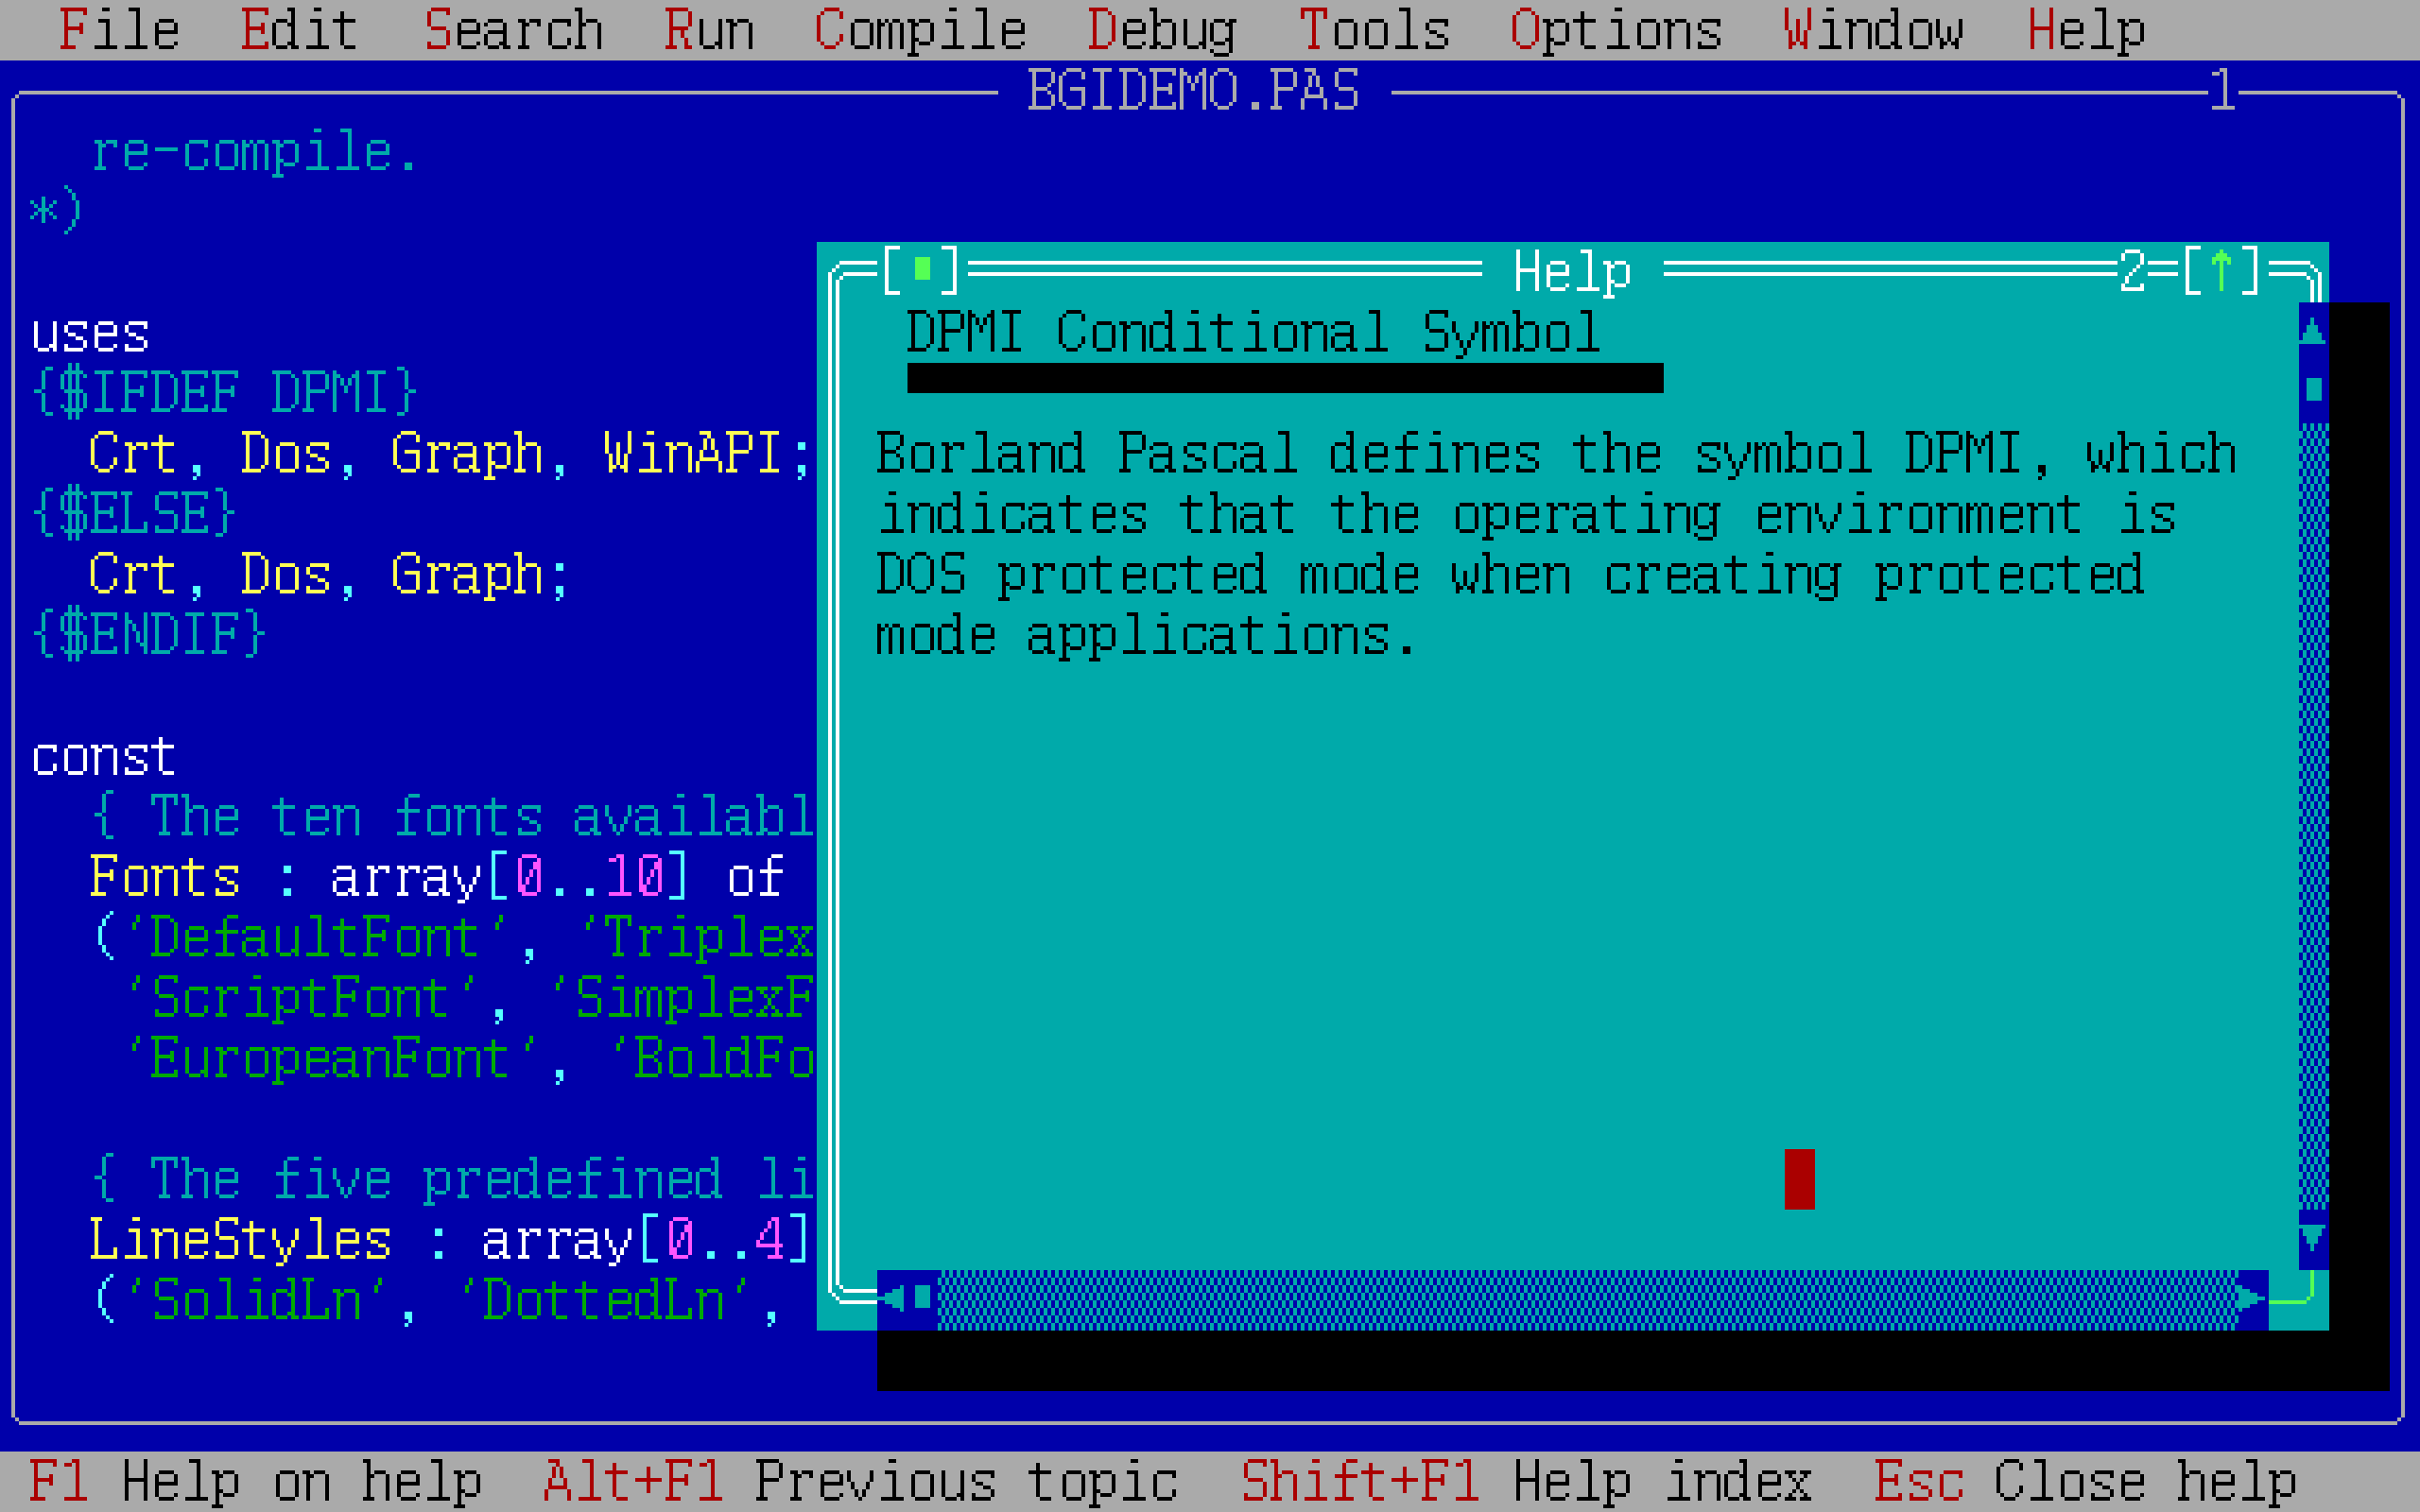 File Edit Search Run Compile Debug Tools Options Window Help
BGIDEMO.PAS 1
re-compile.
*)
uses
{$IFDEF DPMI}
Crt, Dos, Graph, WinAPI;
{$ELSE}
Crt, Dos, Graph;
{$ENDIF}
const
{ The ten fonts availabl
Fonts : array[0..10] of
('DefaultFont', 'Triplex
'ScriptFont', 'SimplexF
'EuropeanFont', 'BoldFo
{ The five predefined li
LineStyles : array[0..4]
('SolidLn', 'DottedLn',
[■] Help 2=[↑]
DPMI Conditional Symbol
Borland Pascal defines the symbol DPMI, which
indicates that the operating environment is
DOS protected mode when creating protected
mode applications.
F1 Help on help Alt+F1 Previous topic Shift+F1 Help index Esc Close help